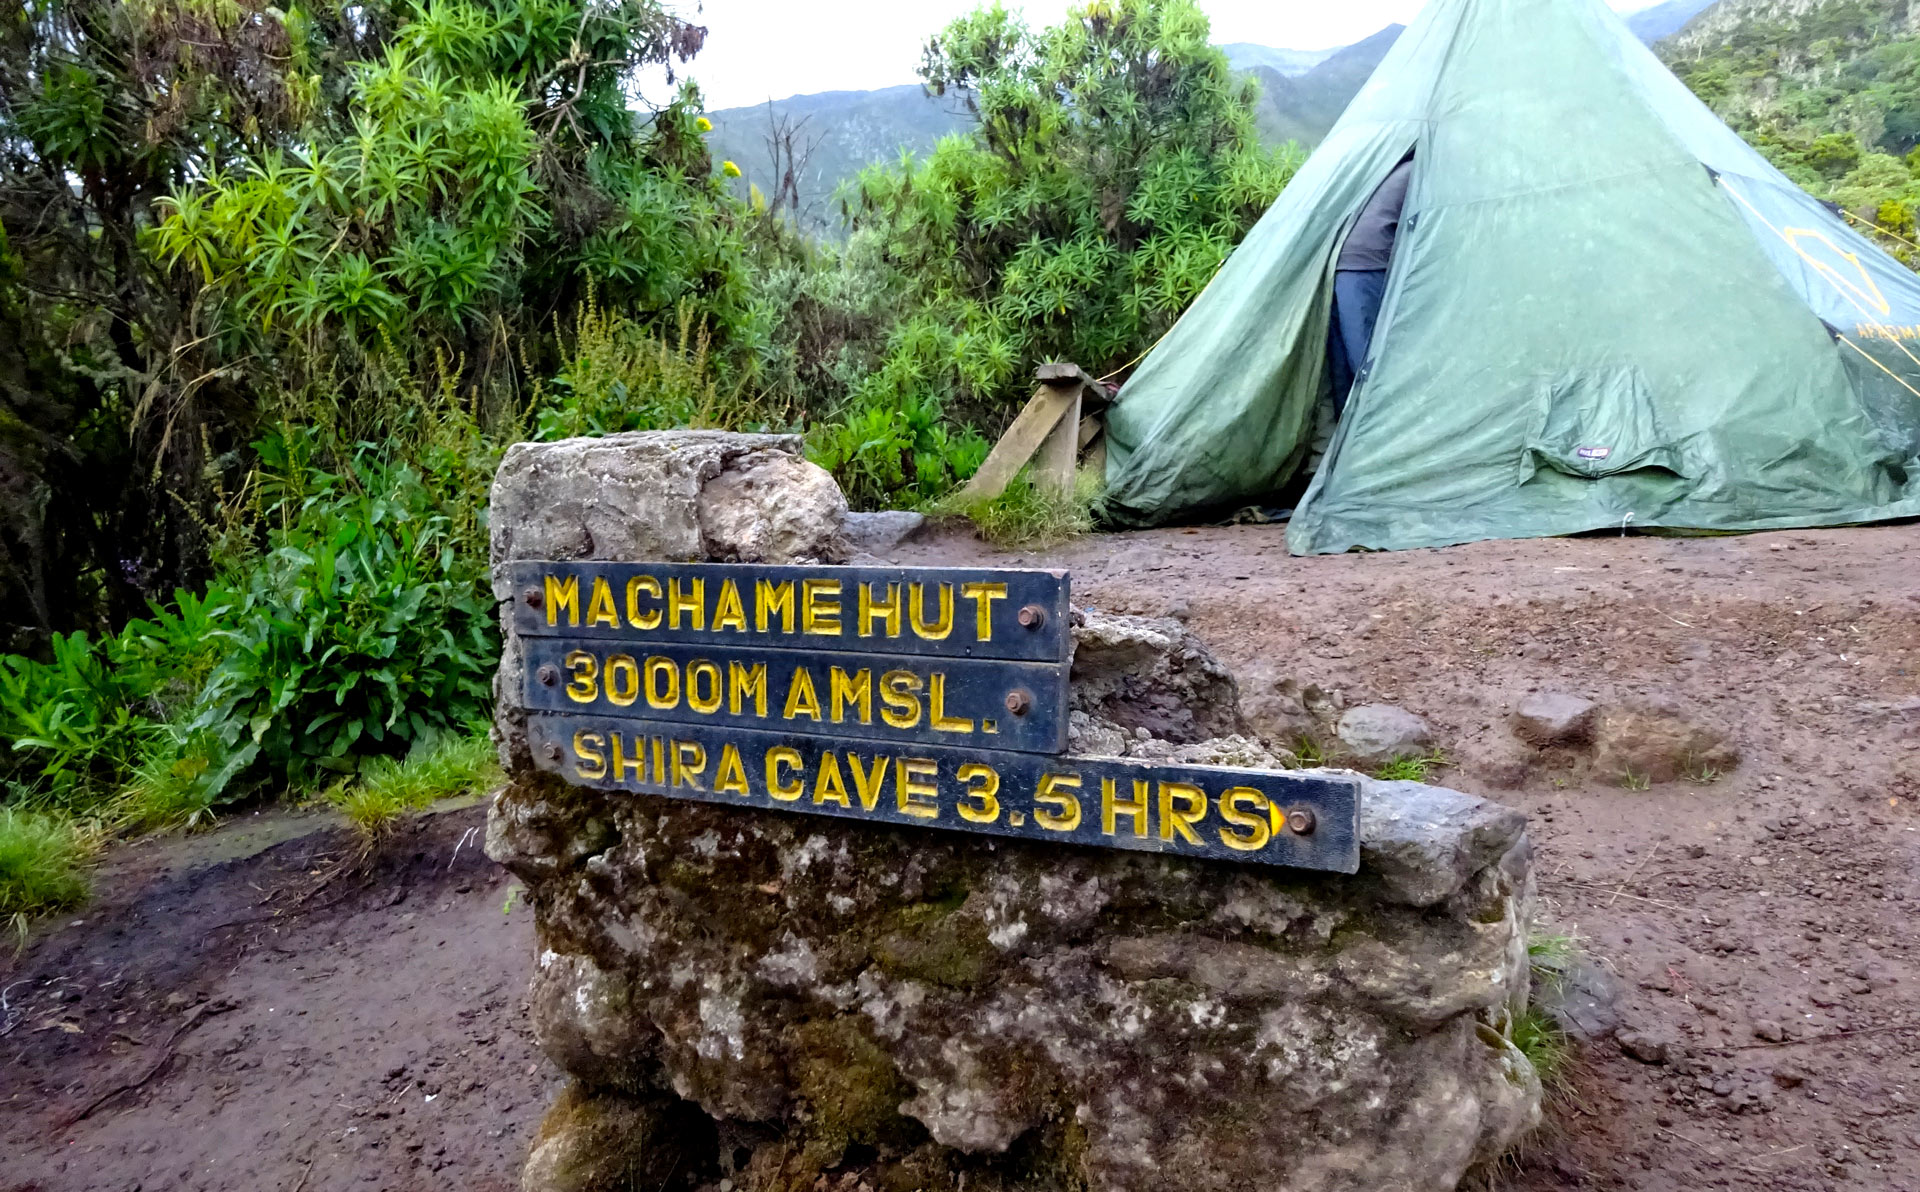 MACHAME HUT
3000M AMSL.
SHIRA CAVE 3.5 HRS